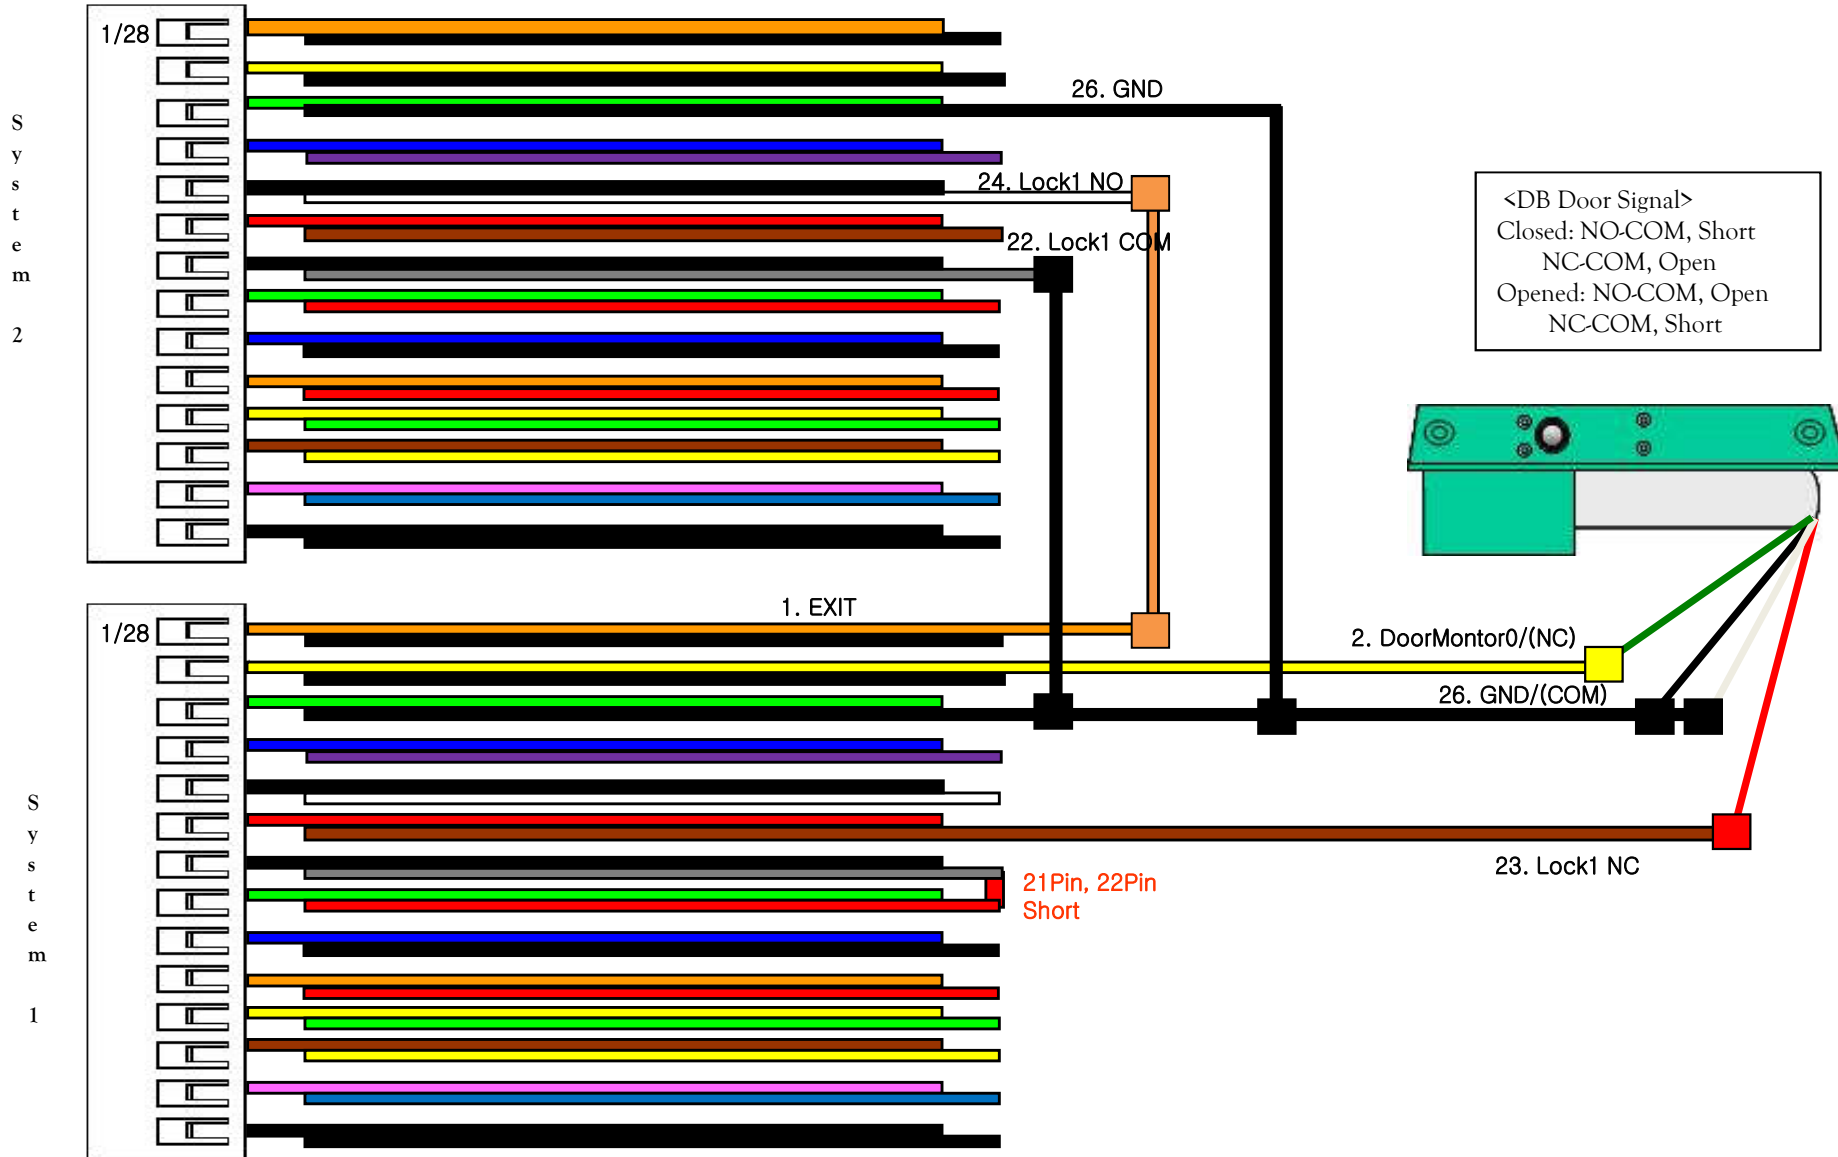 System 2
1/28
26. GND
24. Lock1 NO
22. Lock1 COM
<DB Door Signal>
Closed: NO-COM, Short
NC-COM, Open
Opened: NO-COM, Open
NC-COM, Short
System 1
1/28
1. EXIT
2. DoorMontor0/(NC)
26. GND/(COM)
23. Lock1 NC
21Pin, 22Pin
Short